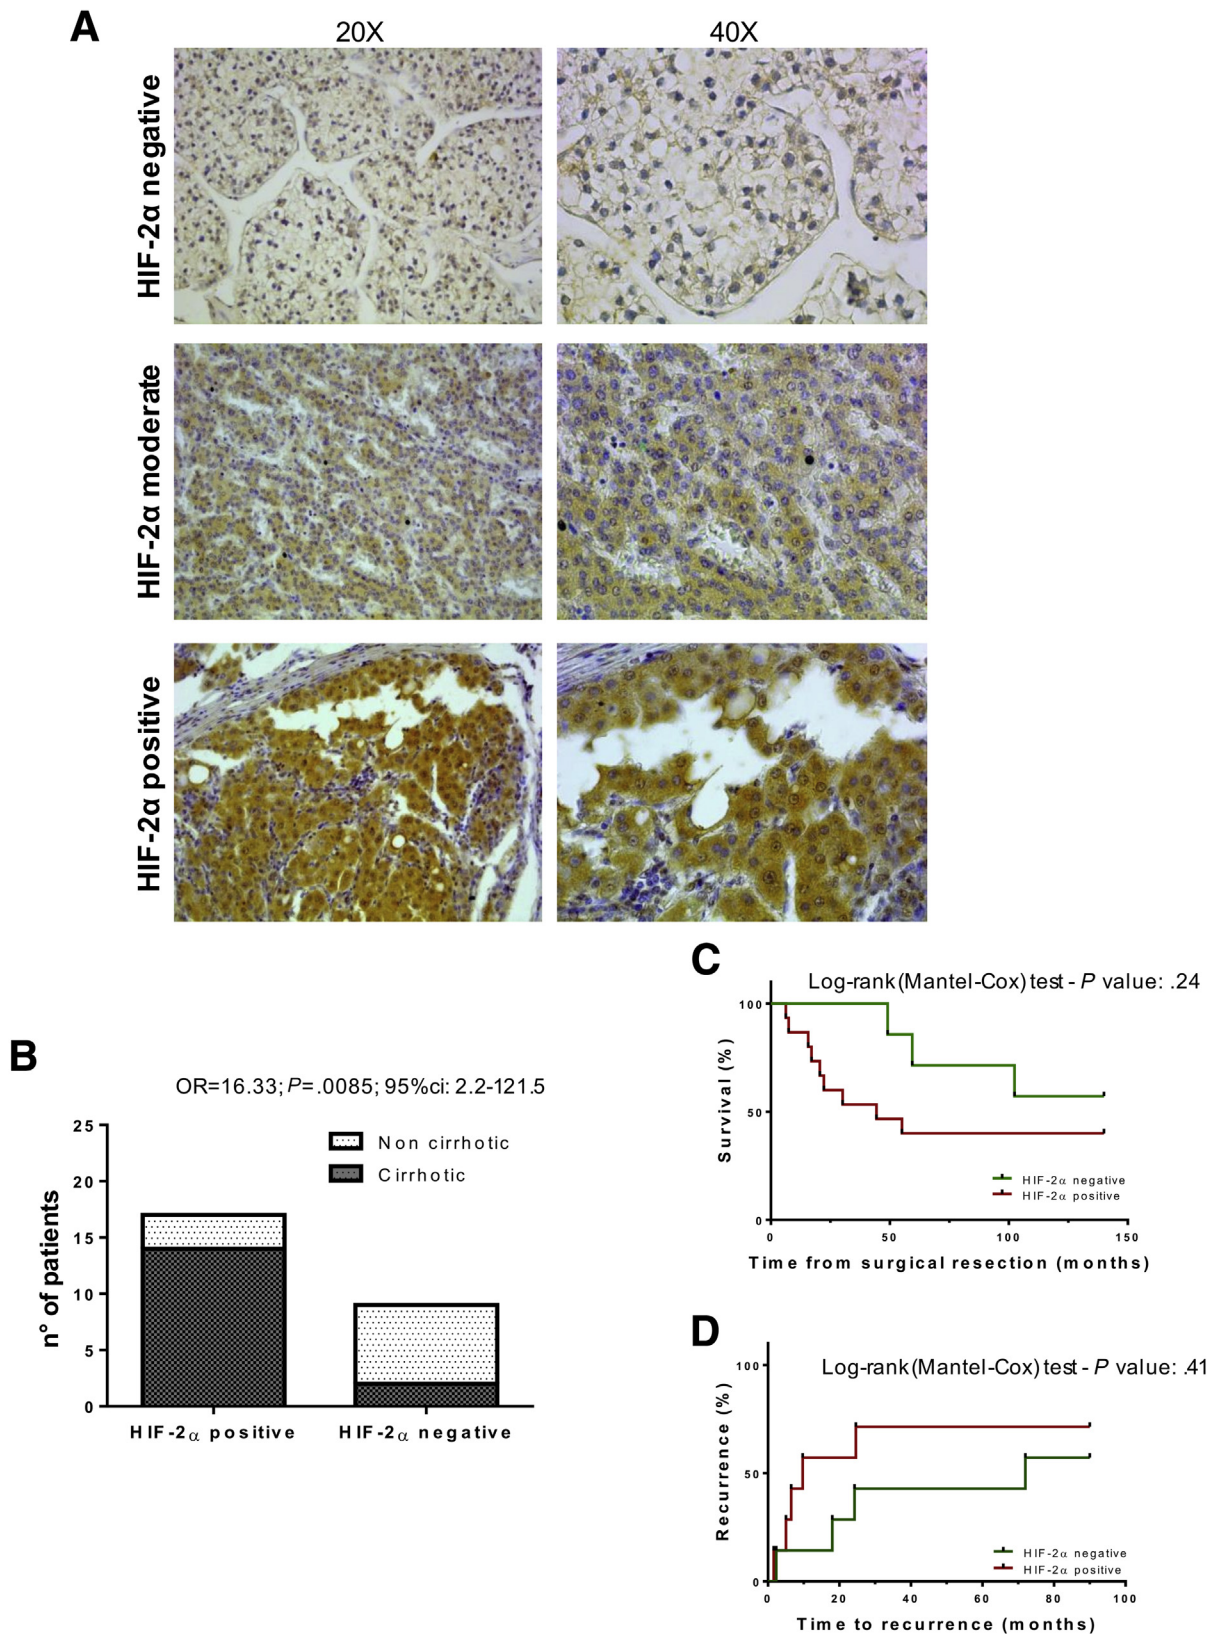 A
20X
40X
HIF-2α negative
HIF-2α moderate
HIF-2α positive
B
OR=16.33; P=.0085; 95%ci: 2.2-121.5
25
20
15
10
5
0
n° of patients
Non cirrhotic
Cirrhotic
HIF-2α positive
HIF-2α negative
C
Log-rank (Mantel-Cox) test - P value: .24
100
50
0
Survival (%)
HIF-2α negative
HIF-2α positive
0 50 100 150
Time from surgical resection (months)
D
Log-rank (Mantel-Cox) test - P value: .41
100
50
0
Recurrence (%)
HIF-2α negative
HIF-2α positive
0 20 40 60 80 100
Time to recurrence (months)